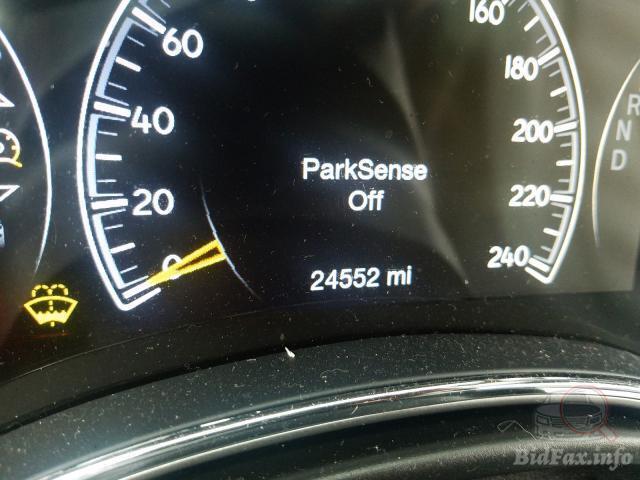 60
40
20
0
160
180
200
220
240
ParkSense
Off
24552 mi
R
N
D
BidFax.info